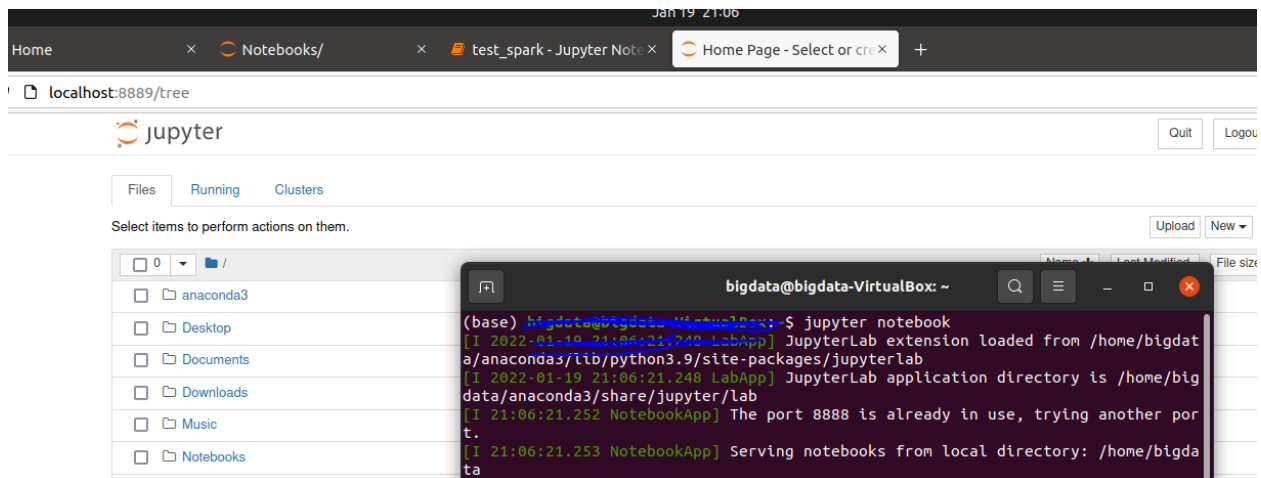 Jan 19 21:06
Home × Notebooks/ × test_spark - Jupyter Note × Home Page - Select or cre × +
localhost:8889/tree
jupyter
Quit Logou
Files Running Clusters
Select items to perform actions on them.
Upload New
0 / Name Last Modified File size
anaconda3
Desktop
Documents
Downloads
Music
Notebooks
bigdata@bigdata-VirtualBox: ~
(base) bigdata@bigdata-VirtualBox:~$ jupyter notebook
[I 2022-01-19 21:06:21.248 LabApp] JupyterLab extension loaded from /home/bigdat
a/anaconda3/lib/python3.9/site-packages/jupyterlab
[I 2022-01-19 21:06:21.248 LabApp] JupyterLab application directory is /home/big
data/anaconda3/share/jupyter/lab
[I 21:06:21.252 NotebookApp] The port 8888 is already in use, trying another por
t.
[I 21:06:21.253 NotebookApp] Serving notebooks from local directory: /home/bigda
ta